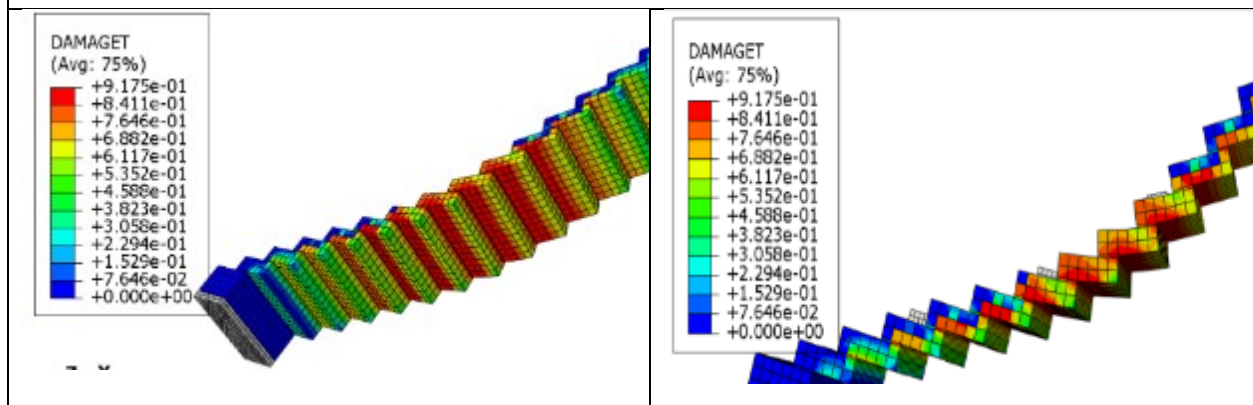 DAMAGET
(Avg: 75%)
+9.175e-01
+8.411e-01
+7.646e-01
+6.882e-01
+6.117e-01
+5.352e-01
+4.588e-01
+3.823e-01
+3.058e-01
+2.294e-01
+1.529e-01
+7.646e-02
+0.000e+00
DAMAGET
(Avg: 75%)
+9.175e-01
+8.411e-01
+7.646e-01
+6.882e-01
+6.117e-01
+5.352e-01
+4.588e-01
+3.823e-01
+3.058e-01
+2.294e-01
+1.529e-01
+7.646e-02
+0.000e+00